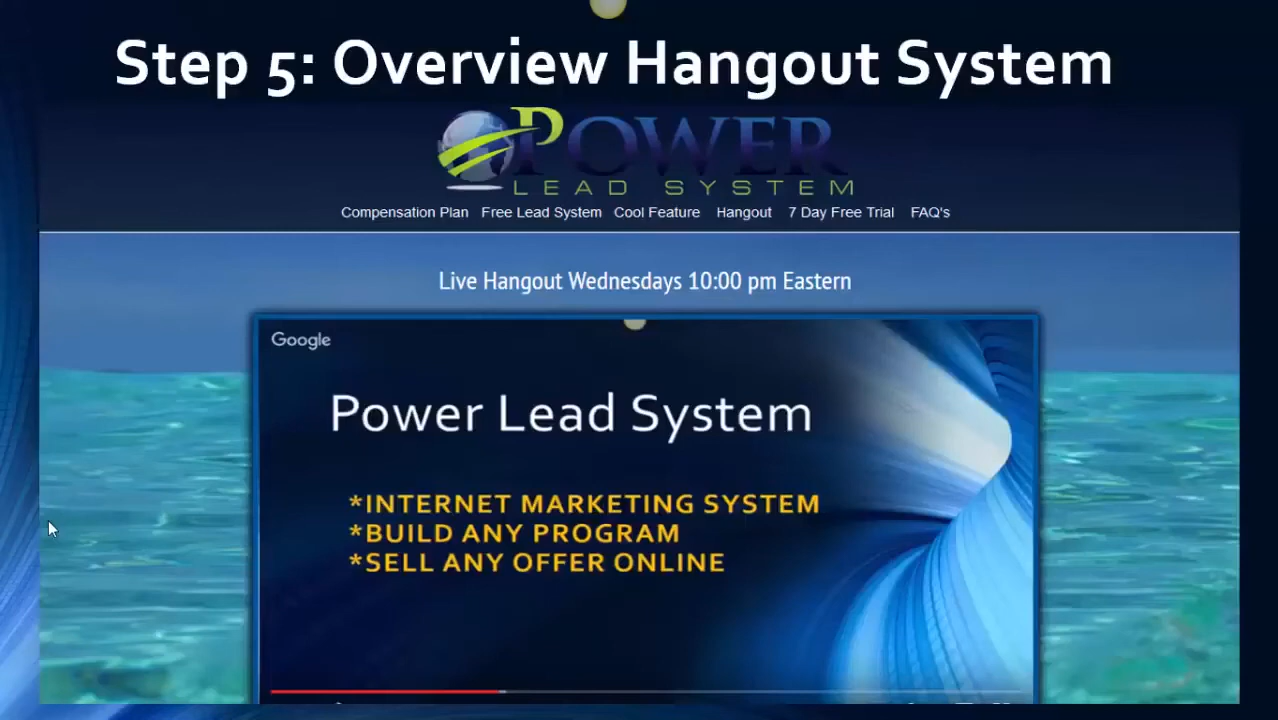 Step 5: Overview Hangout System
POWER
LEAD SYSTEM
Compensation Plan Free Lead System Cool Feature Hangout 7 Day Free Trial FAQ's
Live Hangout Wednesdays 10:00 pm Eastern
Google
Power Lead System
*INTERNET MARKETING SYSTEM
*BUILD ANY PROGRAM
*SELL ANY OFFER ONLINE